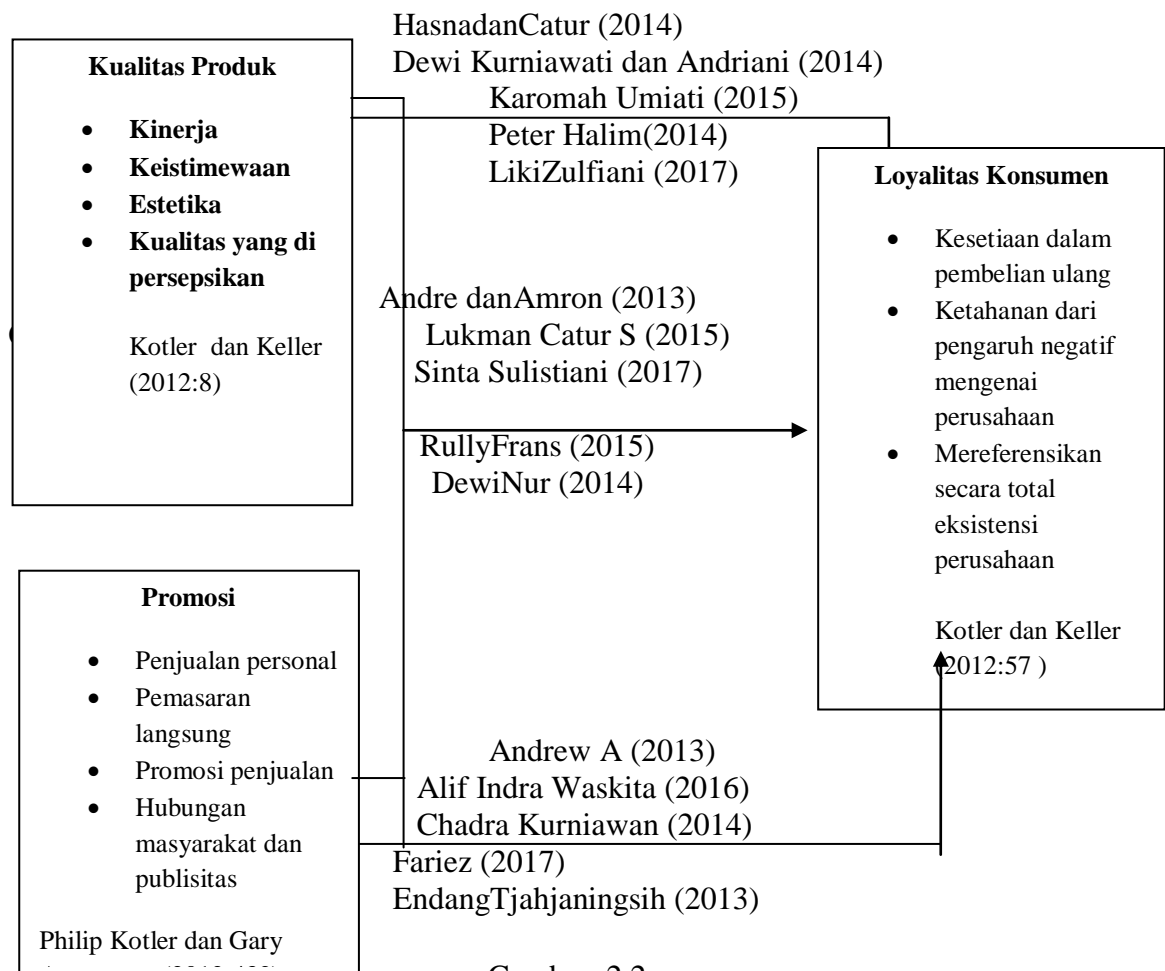 HasnadanCatur (2014)
Dewi Kurniawati dan Andriani (2014)
Karomah Umiati (2015)
Peter Halim(2014)
LikiZulfiani (2017)
Kualitas Produk
• Kinerja
• Keistimewaan
• Estetika
• Kualitas yang di
persepsikan
Kotler dan Keller
(2012:8)
Andre danAmron (2013)
Lukman Catur S (2015)
Sinta Sulistiani (2017)
RullyFrans (2015)
DewiNur (2014)
Loyalitas Konsumen
• Kesetiaan dalam
pembelian ulang
• Ketahanan dari
pengaruh negatif
mengenai
perusahaan
• Mereferensikan
secara total
eksistensi
perusahaan
Kotler dan Keller
(2012:57 )
Promosi
• Penjualan personal
• Pemasaran
langsung
• Promosi penjualan
• Hubungan
masyarakat dan
publisitas
Philip Kotler dan Gary
Andrew A (2013)
Alif Indra Waskita (2016)
Chadra Kurniawan (2014)
Fariez (2017)
EndangTjahjaningsih (2013)